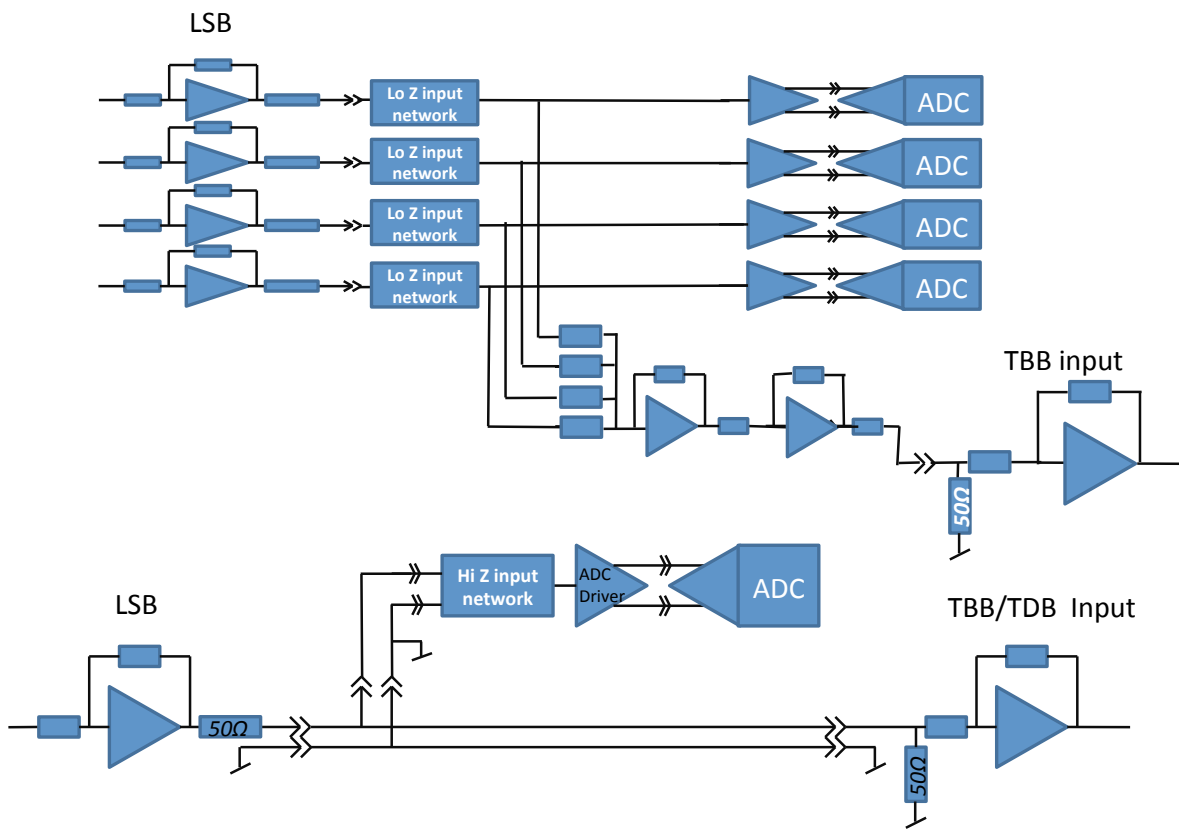 LSB
Lo Z input
network
ADC
Lo Z input
network
ADC
Lo Z input
network
ADC
Lo Z input
network
ADC
TBB input
50Ω
LSB
Hi Z input
network
ADC
Driver
ADC
TBB/TDB Input
50Ω
50Ω